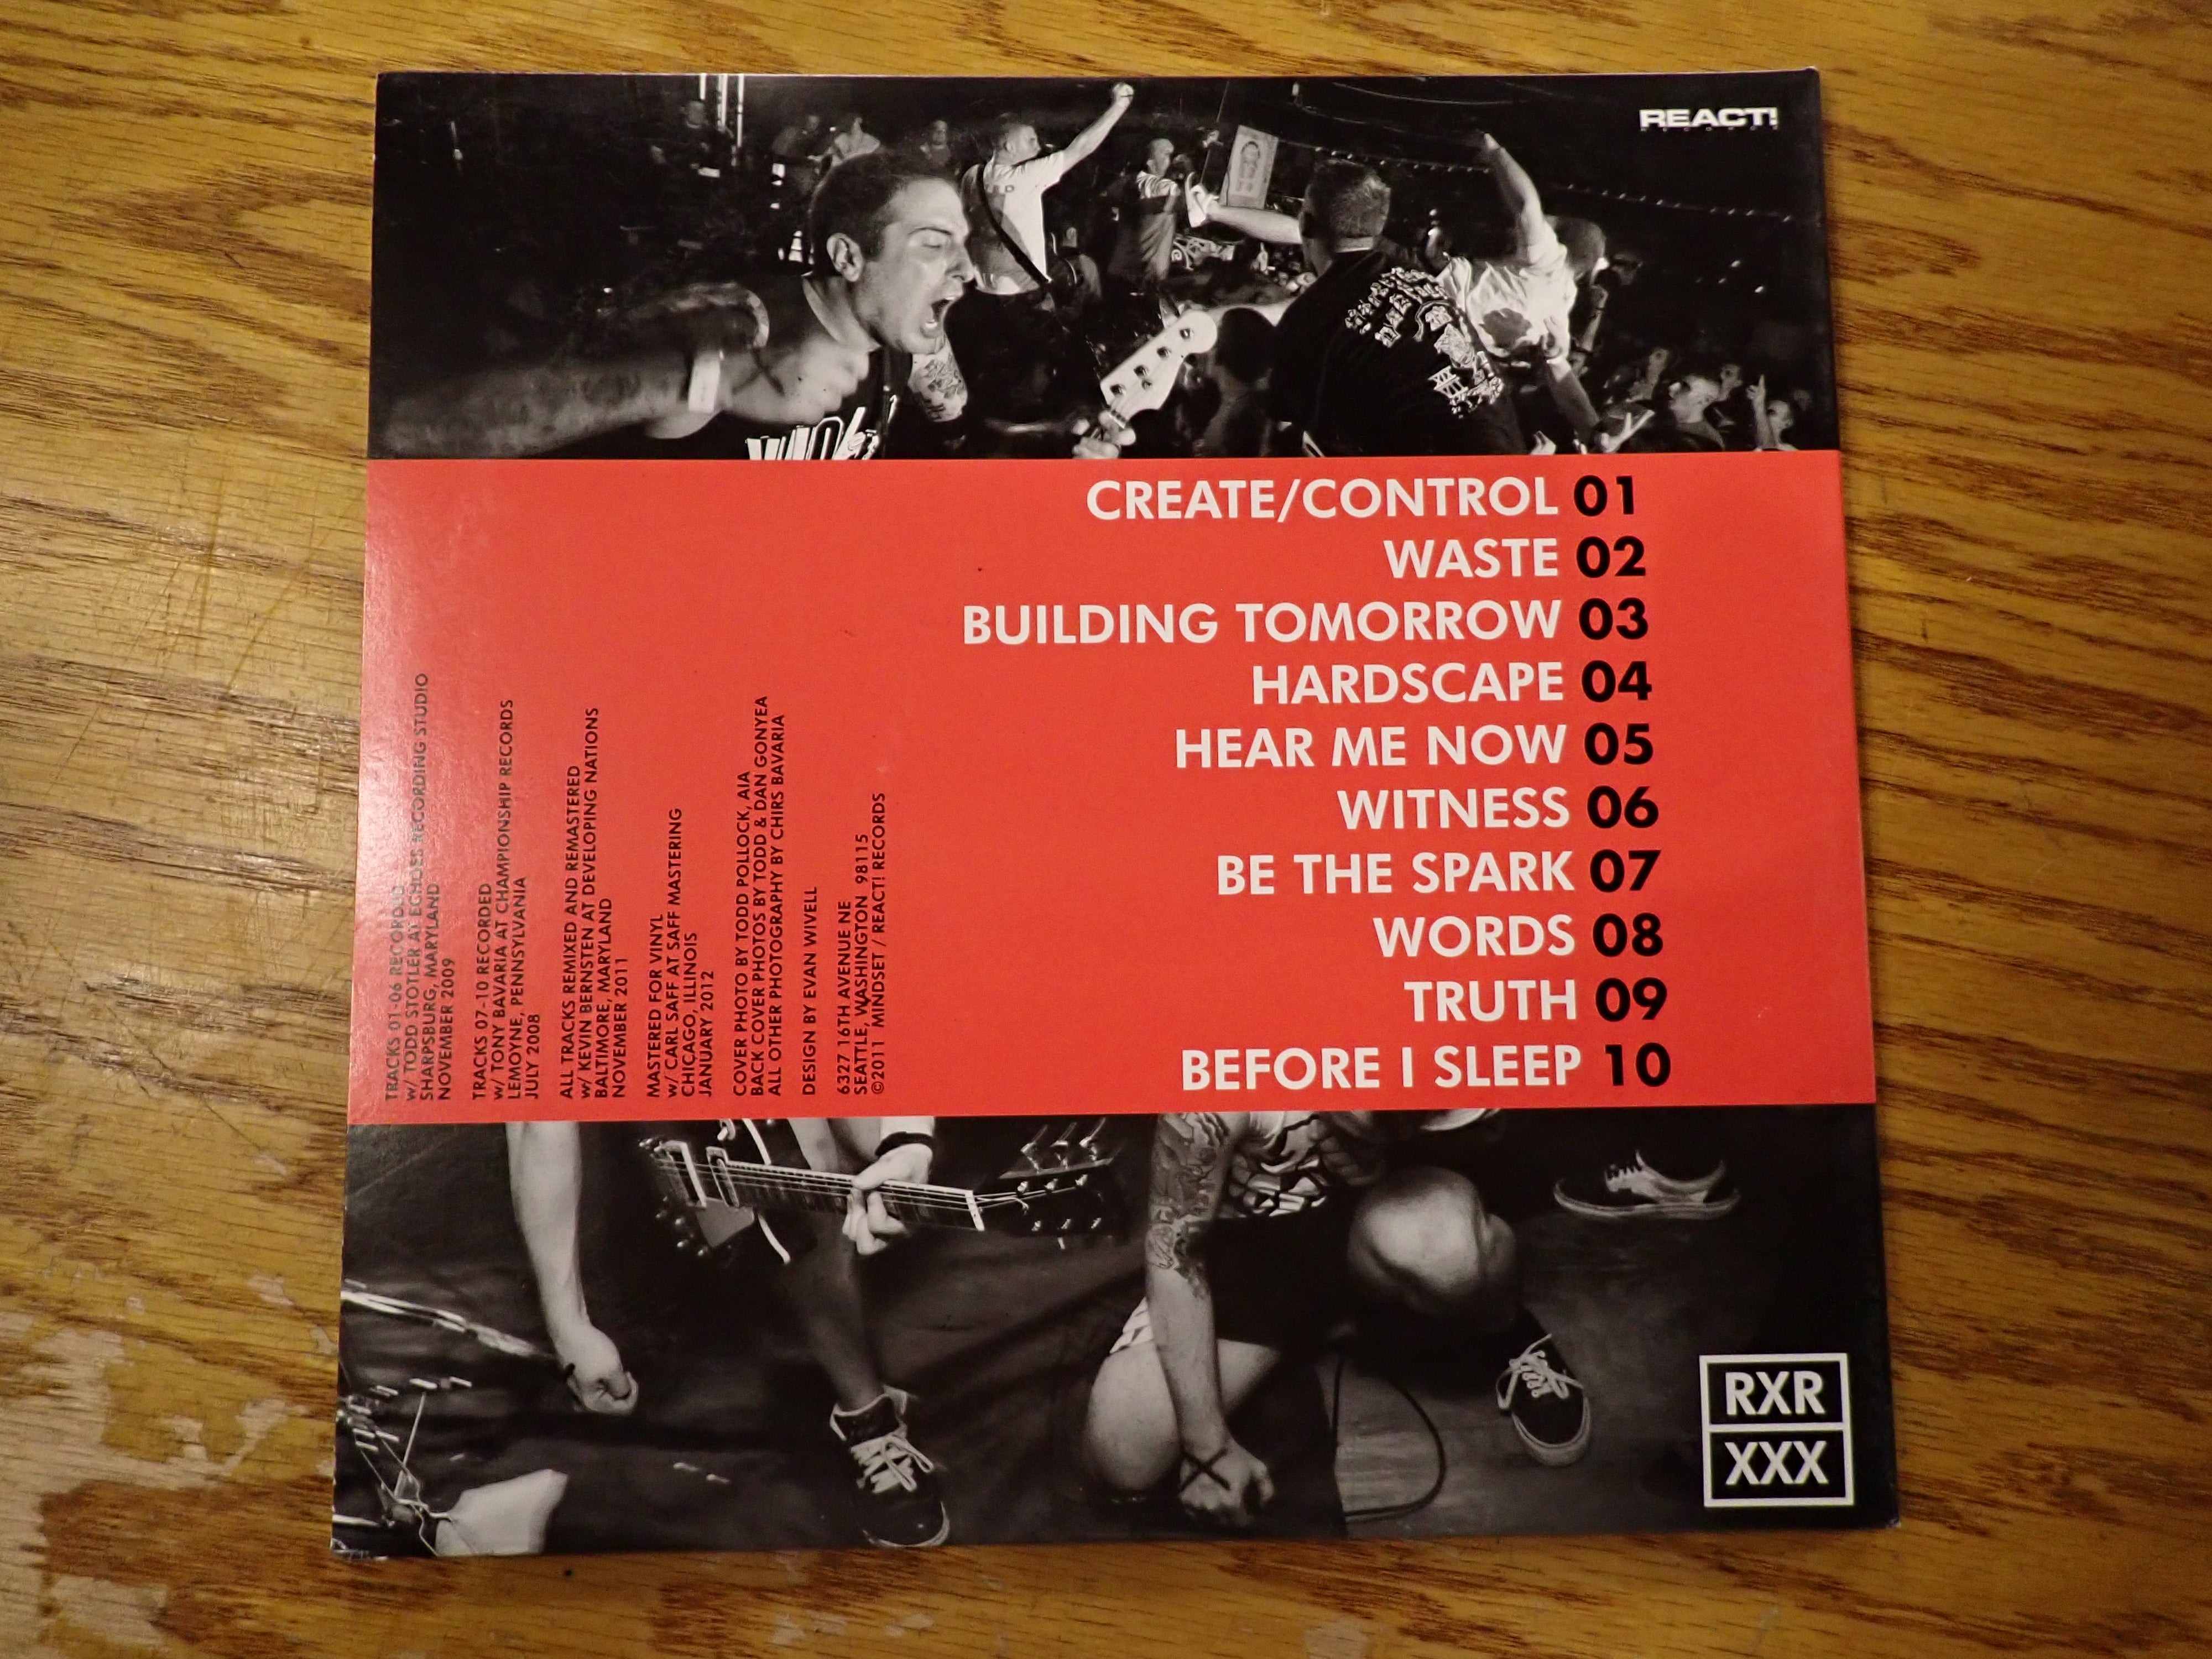 REACT!
RECORDS
CREATE/CONTROL 01
WASTE 02
BUILDING TOMORROW 03
HARDSCAPE 04
HEAR ME NOW 05
WITNESS 06
BE THE SPARK 07
WORDS 08
TRUTH 09
BEFORE I SLEEP 10
TRACKS 01-06 RECORDED
w/ TODD STOTLER AT ECHOES RECORDING STUDIO
SHARPSBURG, MARYLAND
NOVEMBER 2009
TRACKS 07-10 RECORDED
w/ TONY BAVARIA AT CHAMPIONSHIP RECORDS
LEMOYNE, PENNSYLVANIA
JULY 2008
ALL TRACKS REMIXED AND REMASTERED
w/ KEVIN BERNSTEN AT DEVELOPING NATIONS
BALTIMORE, MARYLAND
NOVEMBER 2011
MASTERED FOR VINYL
w/ CARL SAFF AT SAFF MASTERING
CHICAGO, ILLINOIS
JANUARY 2012
COVER PHOTO BY TODD POLLOCK, AIA
BACK COVER PHOTOS BY TODD & DAN GONYEA
ALL OTHER PHOTOGRAPHY BY CHIRS BAVARIA
DESIGN BY EVAN WIVELL
6327 16TH AVENUE NE
SEATTLE, WASHINGTON 98115
©2011 MINDSET / REACT! RECORDS
RXR
XXX